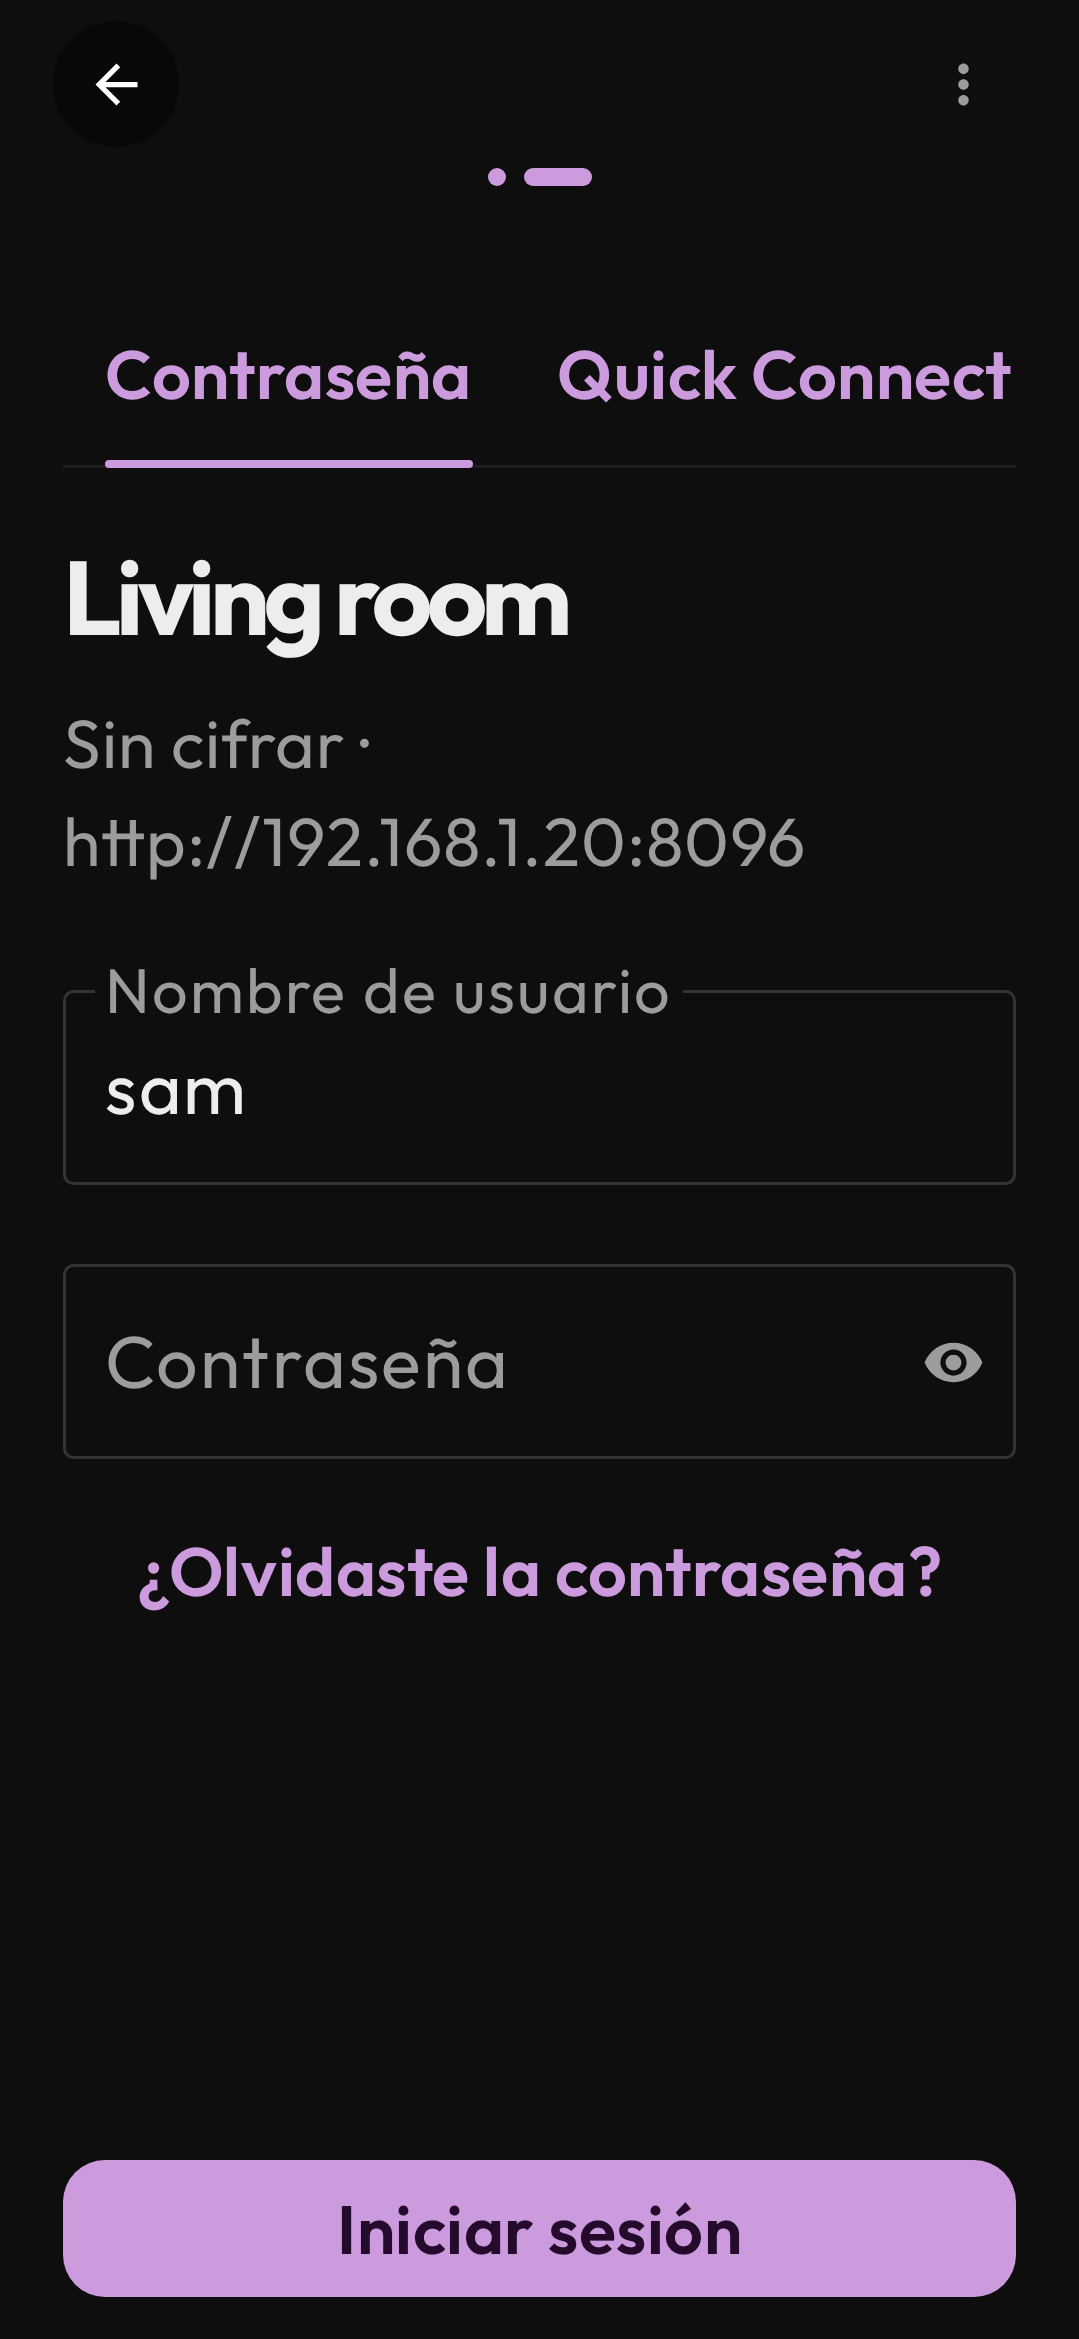 Contraseña
Quick Connect
Living room
Sin cifrar ·
http://192.168.1.20:8096
Nombre de usuario
sam
Contraseña
¿Olvidaste la contraseña?
Iniciar sesión